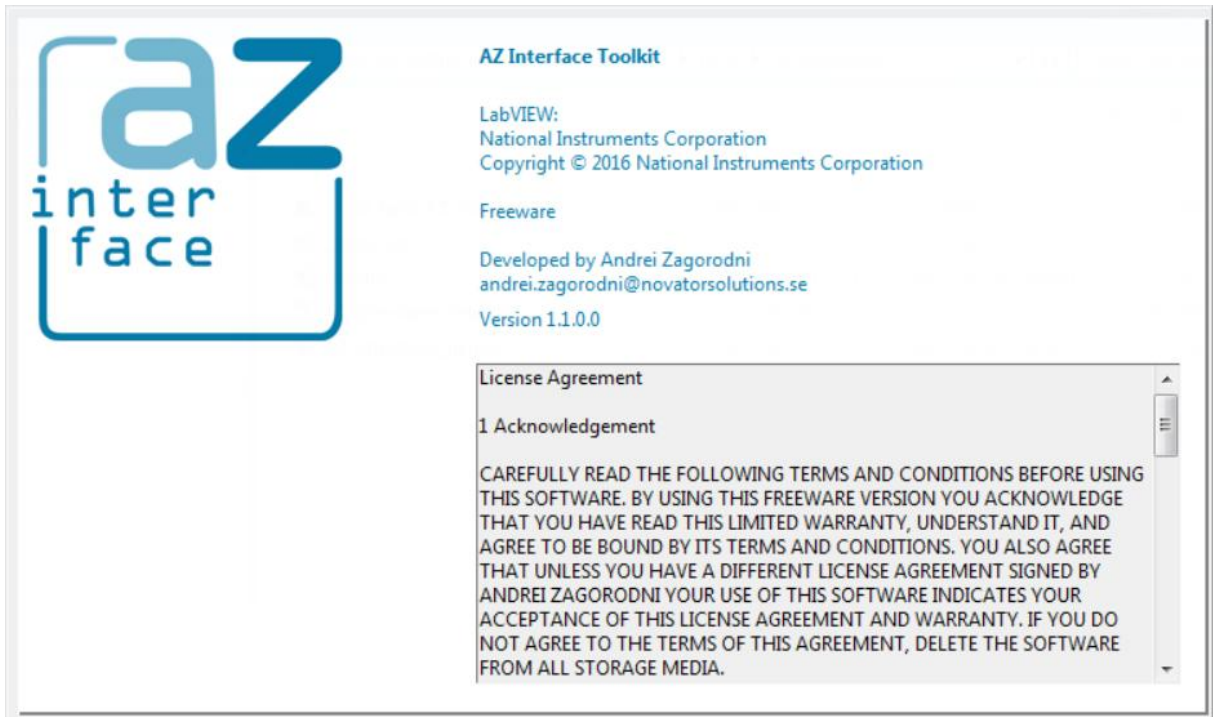 az
inter
face
AZ Interface Toolkit
LabVIEW:
National Instruments Corporation
Copyright © 2016 National Instruments Corporation
Freeware
Developed by Andrei Zagorodni
andrei.zagorodni@novatorsolutions.se
Version 1.1.0.0
License Agreement
1 Acknowledgement
CAREFULLY READ THE FOLLOWING TERMS AND CONDITIONS BEFORE USING
THIS SOFTWARE. BY USING THIS FREEWARE VERSION YOU ACKNOWLEDGE
THAT YOU HAVE READ THIS LIMITED WARRANTY, UNDERSTAND IT, AND
AGREE TO BE BOUND BY ITS TERMS AND CONDITIONS. YOU ALSO AGREE
THAT UNLESS YOU HAVE A DIFFERENT LICENSE AGREEMENT SIGNED BY
ANDREI ZAGORODNI YOUR USE OF THIS SOFTWARE INDICATES YOUR
ACCEPTANCE OF THIS LICENSE AGREEMENT AND WARRANTY. IF YOU DO
NOT AGREE TO THE TERMS OF THIS AGREEMENT, DELETE THE SOFTWARE
FROM ALL STORAGE MEDIA.